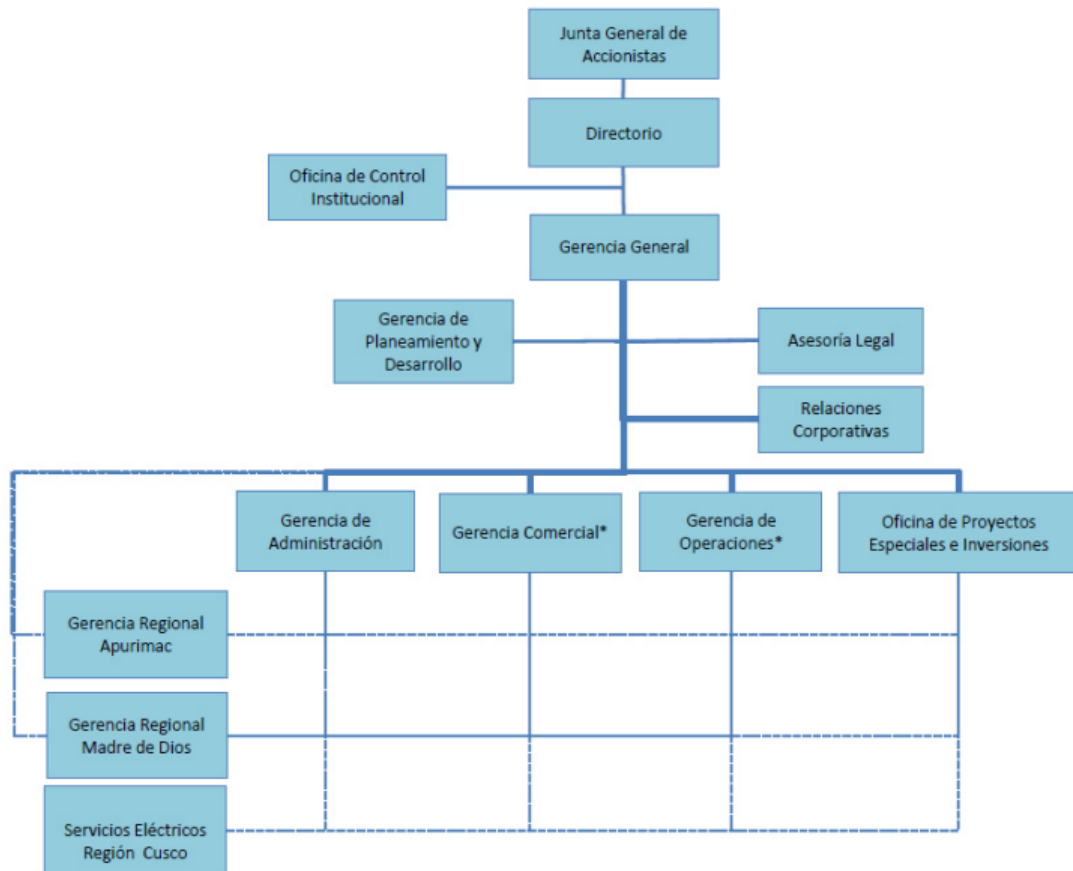 Junta General de
Accionistas
Directorio
Oficina de Control
Institucional
Gerencia General
Gerencia de
Planeamiento y
Desarrollo
Asesoría Legal
Relaciones
Corporativas
Gerencia de
Administración
Gerencia Comercial*
Gerencia de
Operaciones*
Oficina de Proyectos
Especiales e Inversiones
Gerencia Regional
Apurimac
Gerencia Regional
Madre de Dios
Servicios Eléctricos
Región Cusco